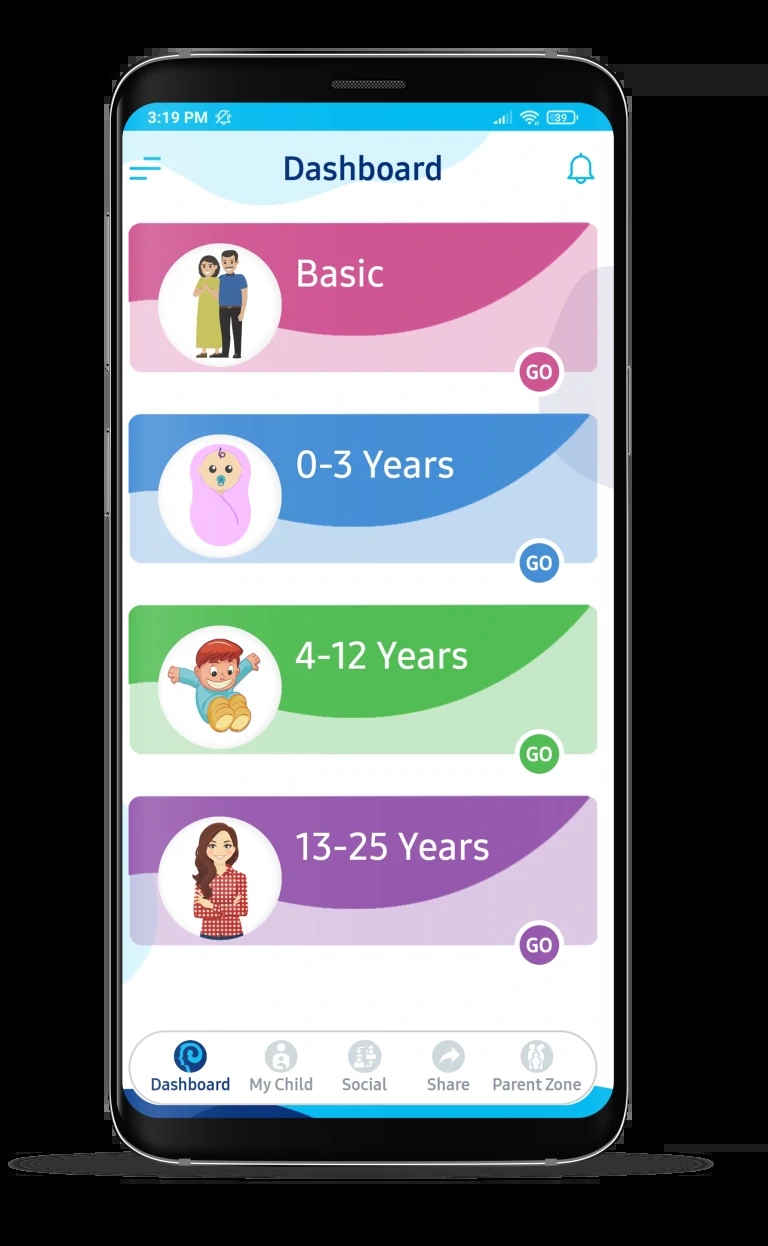 3:19 PM 39
Dashboard
Basic
GO
0-3 Years
GO
4-12 Years
GO
13-25 Years
GO
Dashboard My Child Social Share Parent Zone